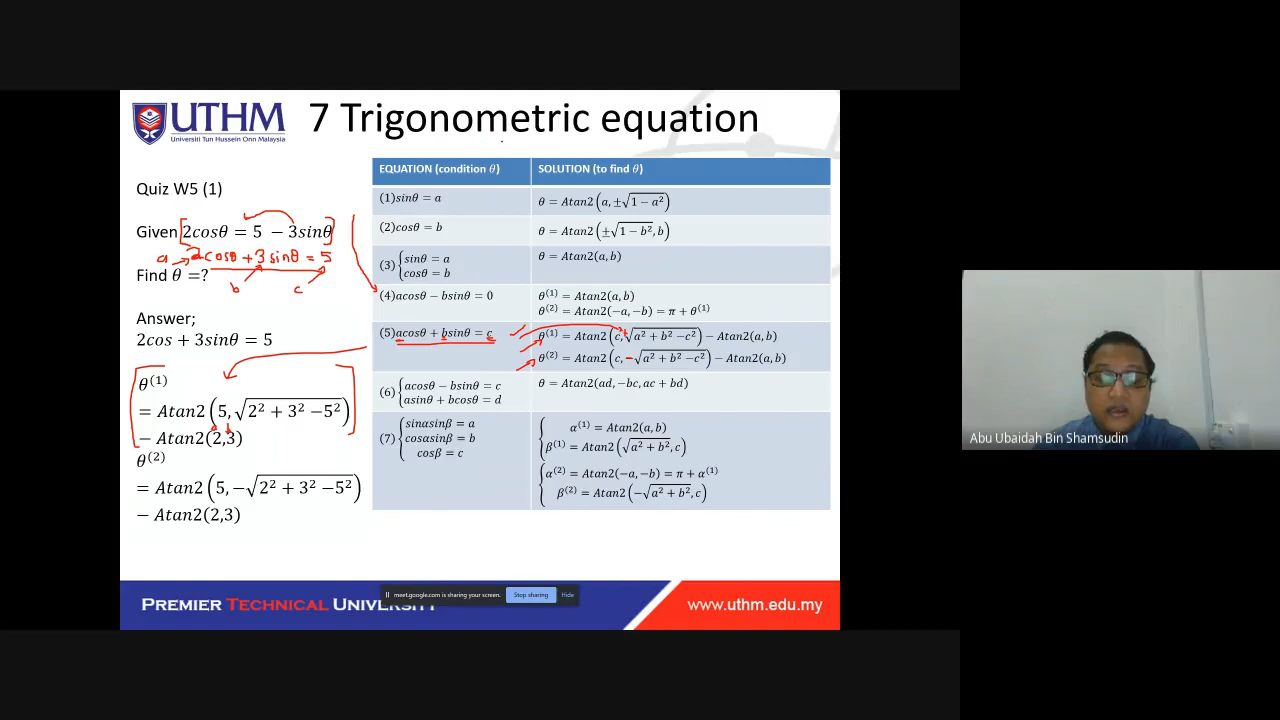 UTHM
Universiti Tun Hussein Onn Malaysia
7 Trigonometric equation
Quiz W5 (1)
Given [2cosθ = 5 − 3sinθ]
a → 2cosθ + 3sinθ = 5
Find θ =?
b c
Answer;
2cos + 3sinθ = 5
θ⁽¹⁾
= Atan2(5, √(2² + 3² −5²))
− Atan2(2,3)
θ⁽²⁾
= Atan2(5, −√(2² + 3² −5²))
− Atan2(2,3)
EQUATION (condition θ) SOLUTION (to find θ)
(1)sinθ = a θ = Atan2(a, ±√(1 − a²))
(2)cosθ = b θ = Atan2(±√(1 − b²), b)
(3){sinθ = a θ = Atan2(a, b)
cosθ = b
(4)acosθ − bsinθ = 0 θ⁽¹⁾ = Atan2(a, b)
θ⁽²⁾ = Atan2(−a, −b) = π + θ⁽¹⁾
(5)acosθ + bsinθ = c ✓ θ⁽¹⁾ = Atan2(c, +√(a² + b² −c²)) − Atan2(a, b)
θ⁽²⁾ = Atan2(c, −√(a² + b² −c²)) − Atan2(a, b)
(6){acosθ − bsinθ = c θ = Atan2(ad, −bc, ac + bd)
asinθ + bcosθ = d
(7){sinαsinβ = a α⁽¹⁾ = Atan2(a, b)
cosαsinβ = b β⁽¹⁾ = Atan2(√(a² + b²), c)
cosβ = c
α⁽²⁾ = Atan2(−a, −b) = π + α⁽¹⁾
β⁽²⁾ = Atan2(−√(a² + b²), c)
meet.google.com is sharing your screen. Stop sharing Hide
PREMIER TECHNICAL UNIVERSITY
www.uthm.edu.my
Abu Ubaidah Bin Shamsudin